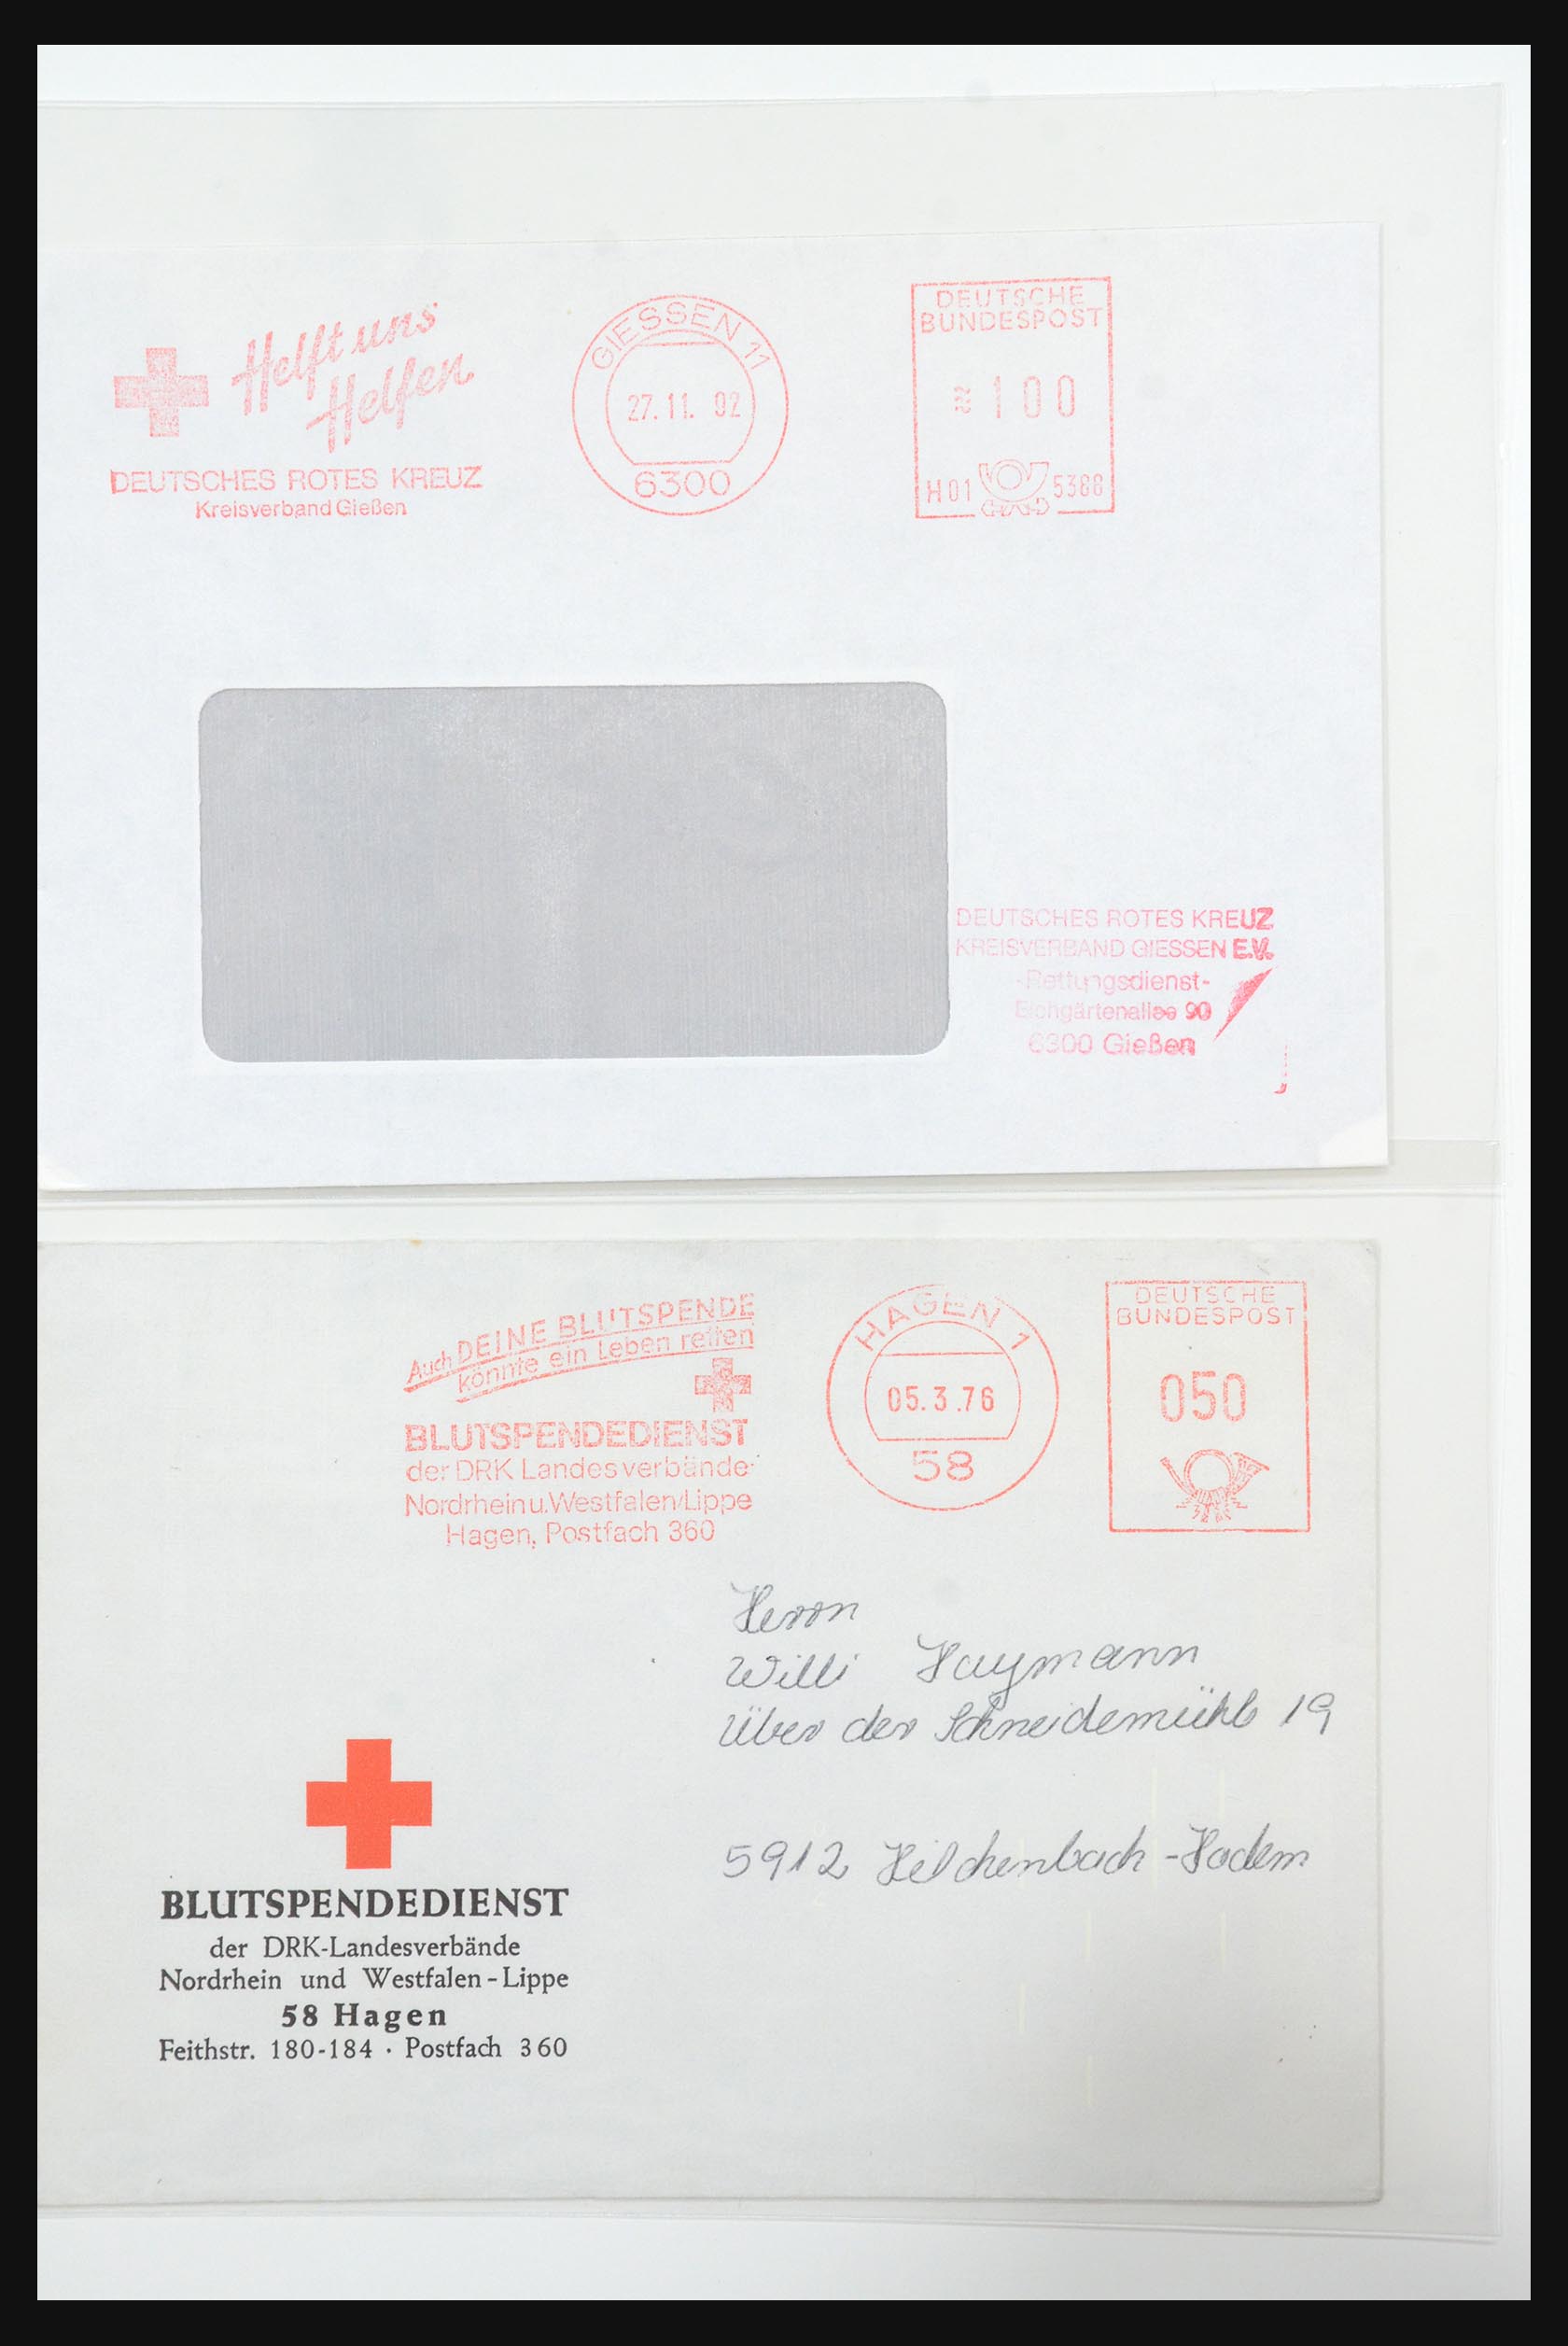 Helft uns
Helfen
DEUTSCHES ROTES KREUZ
Kreisverband Gießen
GIESSEN 11
27.11. 92
6300
DEUTSCHE
BUNDESPOST
100
H01 5388
DEUTSCHES ROTES KREUZ
KREISVERBAND GIESSEN E.V.
-Rettungsdienst-
Eichgärtenallee 90
6300 Gießen
Auch DEINE BLUTSPENDE
könnte ein Leben retten
BLUTSPENDEDIENST
der DRK Landesverbände
Nordrhein u. Westfalen/Lippe
Hagen, Postfach 360
HAGEN 1
05.3.76
58
DEUTSCHE
BUNDESPOST
050
Herrn
Willi Haymann
Über der Schneidemühle 19
5912 Hilchenbach-Hadem
BLUTSPENDEDIENST
der DRK-Landesverbände
Nordrhein und Westfalen-Lippe
58 Hagen
Feithstr. 180-184 · Postfach 360